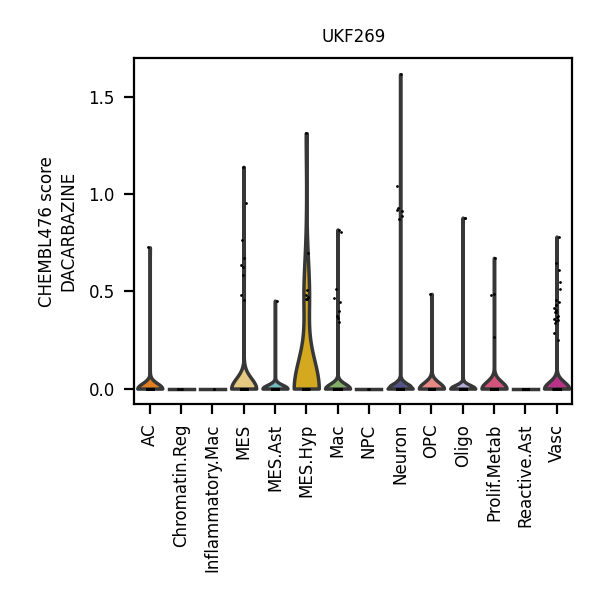 UKF269
CHEMBL476 score
DACARBAZINE
1.5
1.0
0.5
0.0
AC
Chromatin.Reg
Inflammatory.Mac
MES
MES.Ast
MES.Hyp
Mac
NPC
Neuron
OPC
Oligo
Prolif.Metab
Reactive.Ast
Vasc